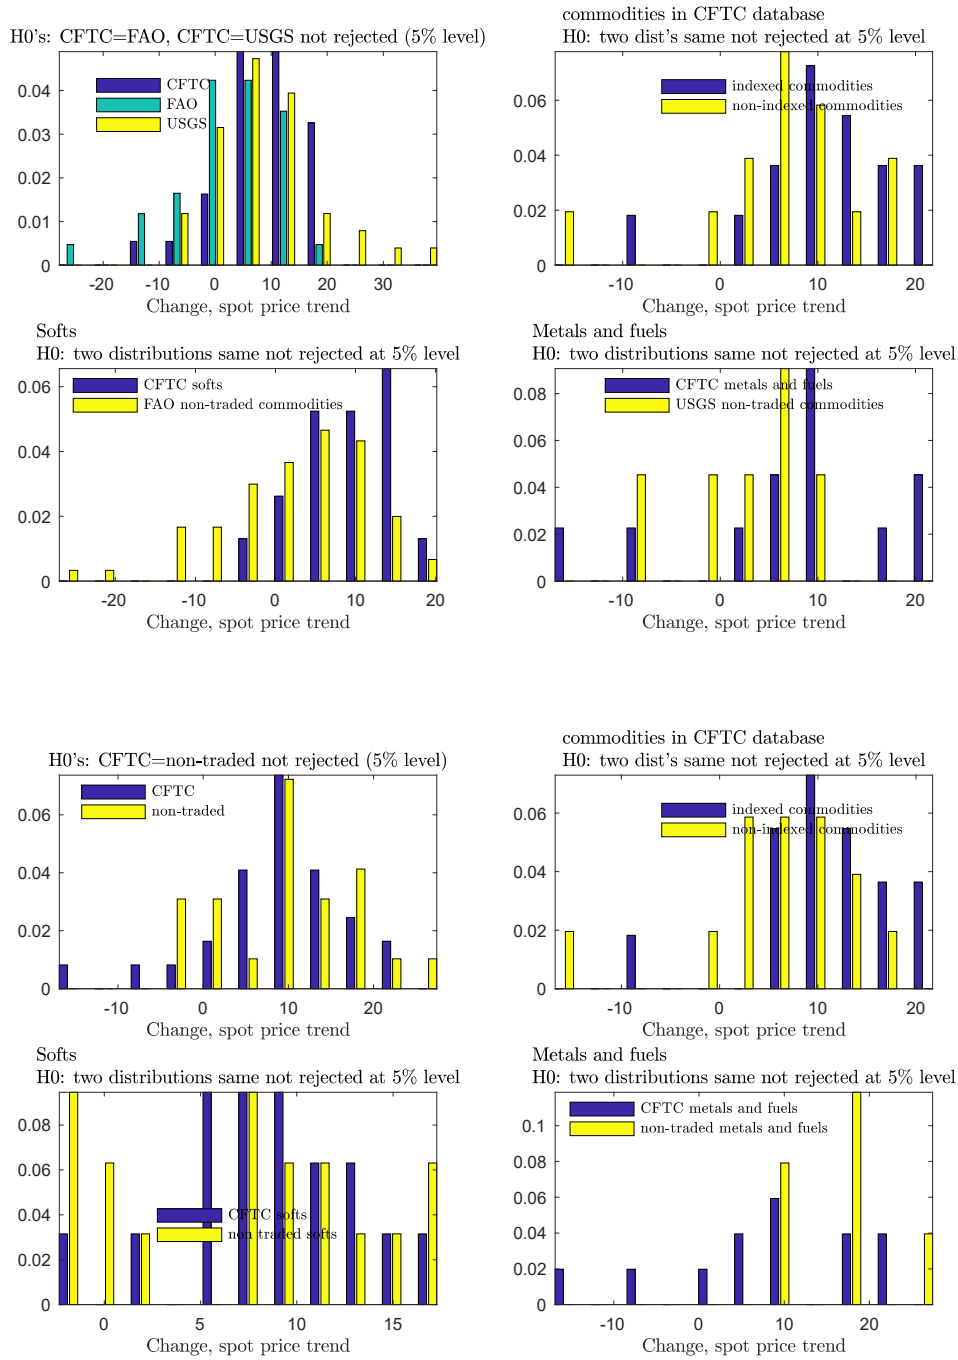 H0's: CFTC=FAO, CFTC=USGS not rejected (5% level)
CFTC
FAO
USGS
0.04
0.03
0.02
0.01
0
-20 -10 0 10 20 30
Change, spot price trend
commodities in CFTC database
H0: two dist's same not rejected at 5% level
indexed commodities
non-indexed commodities
0.06
0.04
0.02
0
-10 0 10 20
Change, spot price trend
Softs
H0: two distributions same not rejected at 5% level
CFTC softs
FAO non-traded commodities
0.06
0.04
0.02
0
-20 -10 0 10 20
Change, spot price trend
Metals and fuels
H0: two distributions same not rejected at 5% level
CFTC metals and fuels
USGS non-traded commodities
0.08
0.06
0.04
0.02
0
-10 0 10 20
Change, spot price trend
H0's: CFTC=non-traded not rejected (5% level)
CFTC
non-traded
0.06
0.04
0.02
0
-10 0 10 20
Change, spot price trend
commodities in CFTC database
H0: two dist's same not rejected at 5% level
indexed commodities
non-indexed commodities
0.06
0.04
0.02
0
-10 0 10 20
Change, spot price trend
Softs
H0: two distributions same not rejected at 5% level
CFTC softs
non traded softs
0.08
0.06
0.04
0.02
0
0 5 10 15
Change, spot price trend
Metals and fuels
H0: two distributions same not rejected at 5% level
CFTC metals and fuels
non-traded metals and fuels
0.1
0.08
0.06
0.04
0.02
0
-10 0 10 20
Change, spot price trend